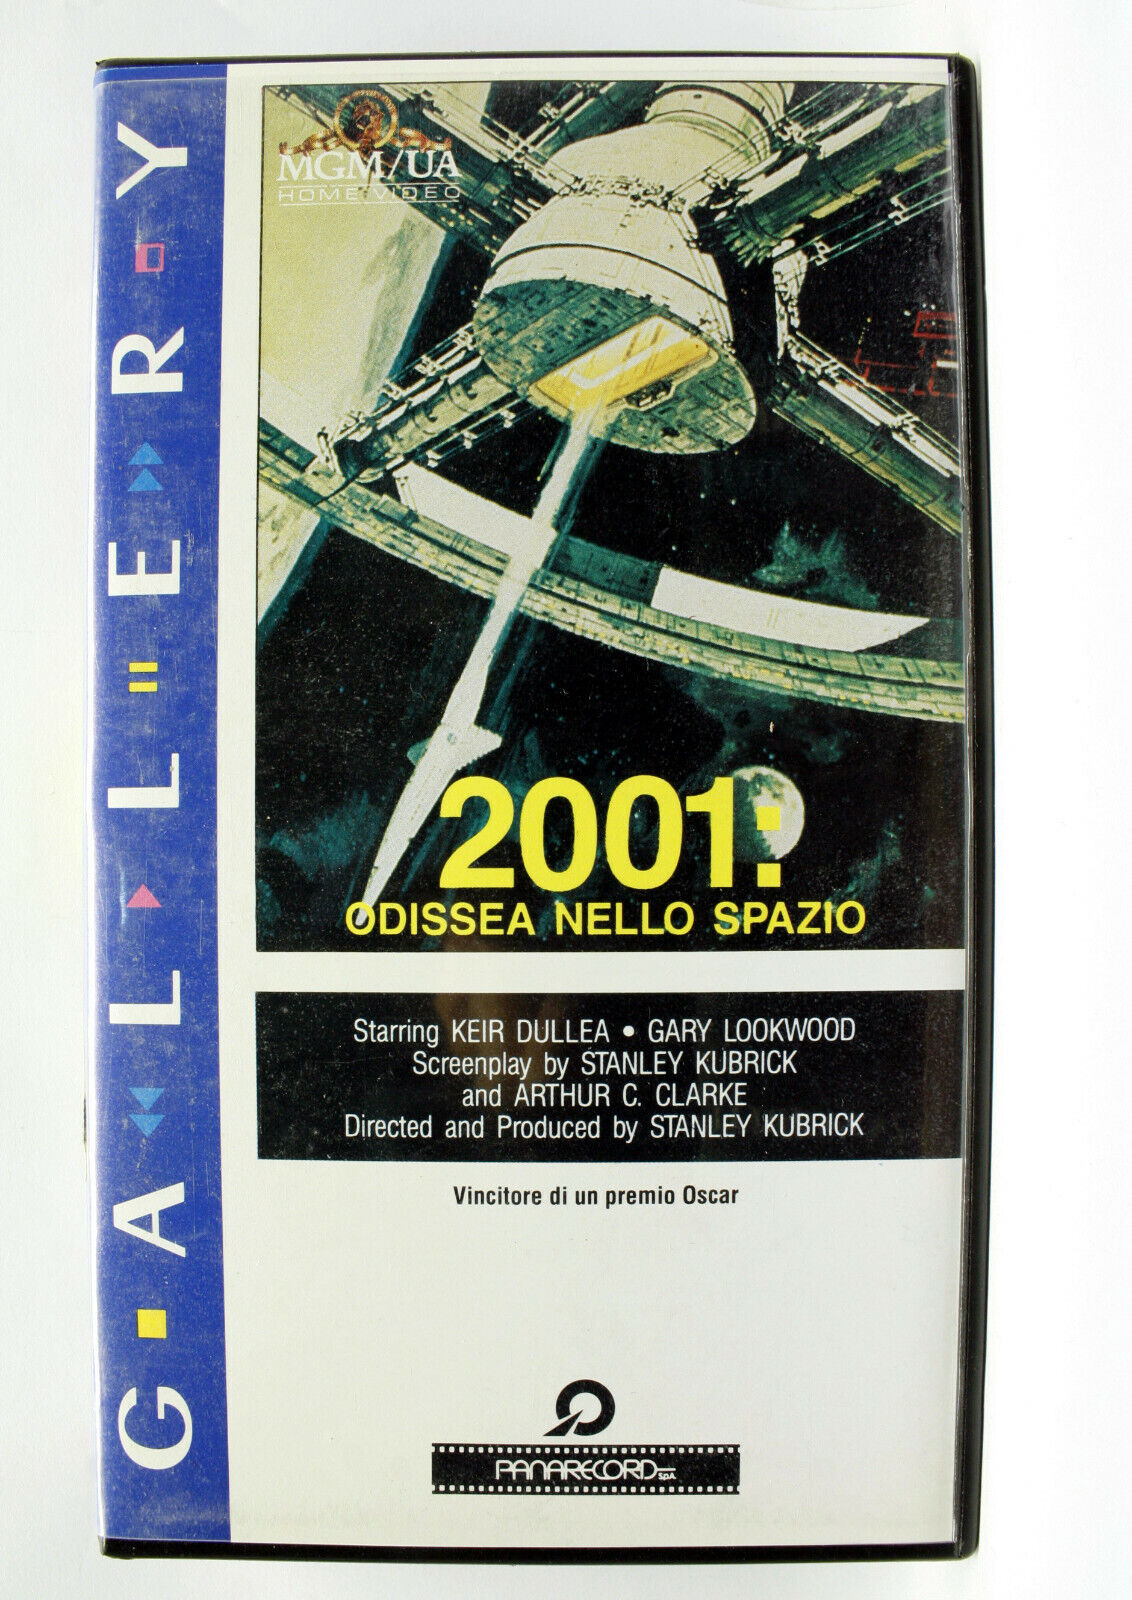 GALLERY
MGM/UA
HOME VIDEO
2001:
ODISSEA NELLO SPAZIO
Starring KEIR DULLEA • GARY LOOKWOOD
Screenplay by STANLEY KUBRICK
and ARTHUR C. CLARKE
Directed and Produced by STANLEY KUBRICK
Vincitore di un premio Oscar
PANARECORD S.p.A.